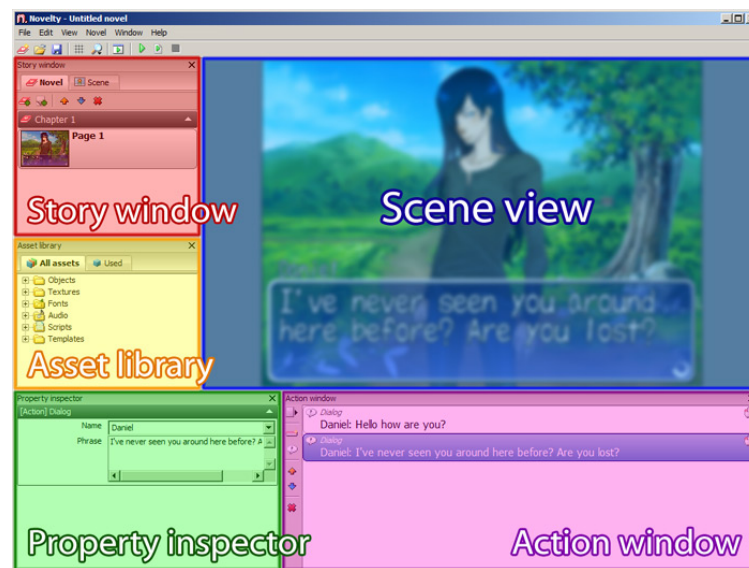 Novelty - Untitled novel
File Edit View Novel Window Help
Story window
Novel Scene
Chapter 1
Page 1
Story window
Scene view
I've never seen you around
here before? Are you lost?
Asset library
All assets Used
Objects
Textures
Fonts
Audio
Scripts
Templates
Asset library
Property inspector
[Action] Dialog
Name Daniel
Phrase I've never seen you around here before? A
Property inspector
Action window
Dialog
Daniel: Hello how are you?
Dialog
Daniel: I've never seen you around here before? Are you lost?
Action window